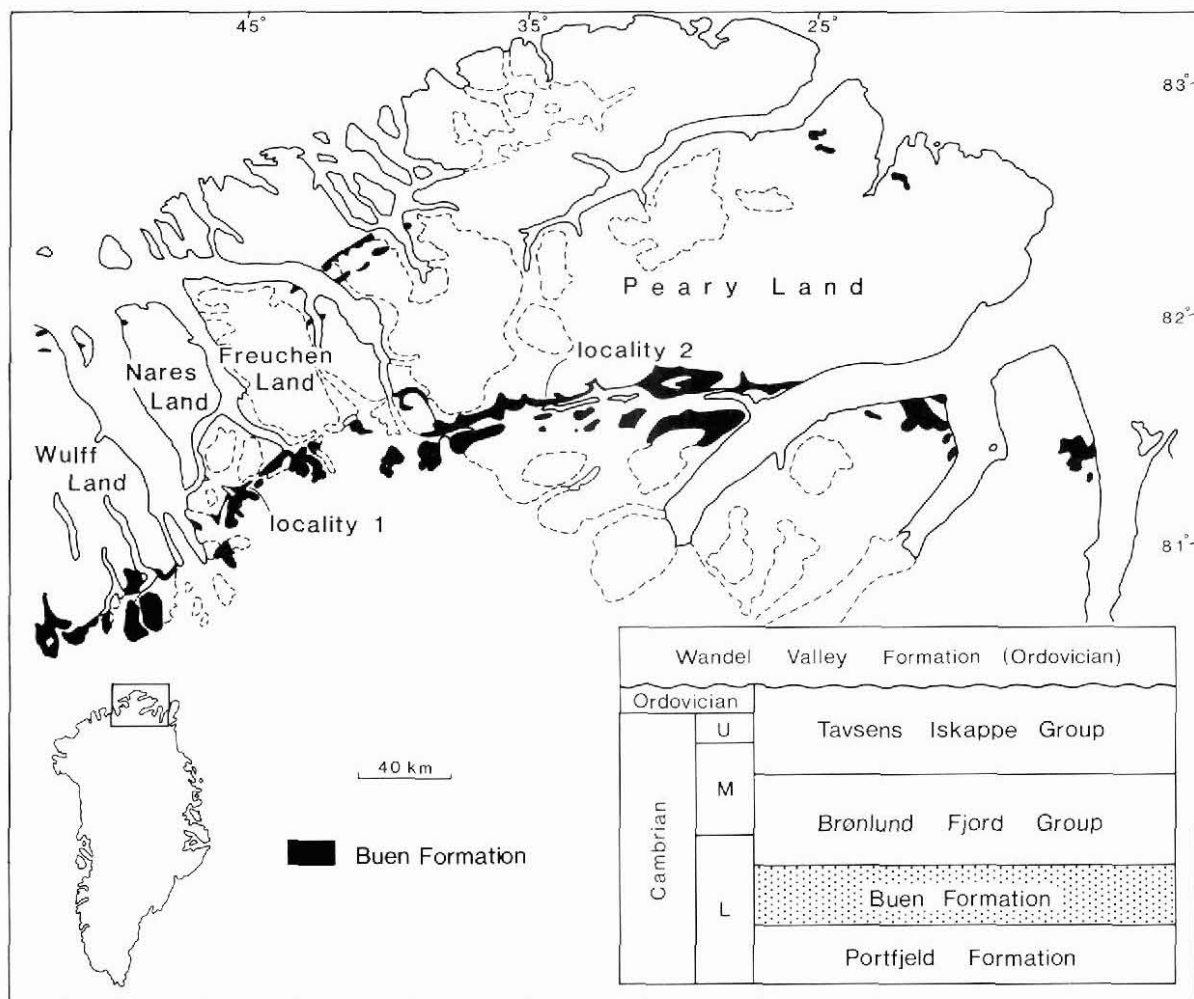 45°
35°
25°
83°
Peary Land
82°
locality 2
Freuchen
Land
Nares
Land
Wulff
Land
locality 1
81°
40 km
Buen Formation
Wandel Valley Formation (Ordovician)
Ordovician
Cambrian
U
M
L
Tavsens Iskappe Group
Brønlund Fjord Group
Buen Formation
Portfjeld Formation